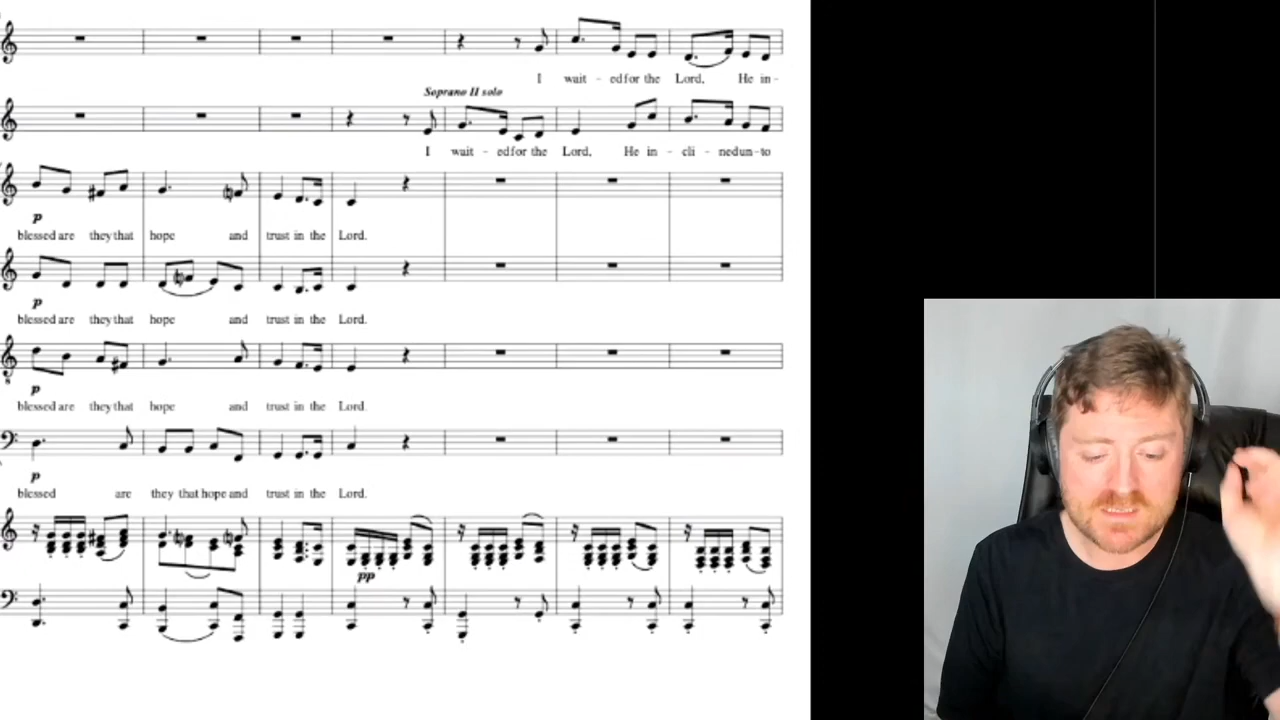 I wait - ed for the Lord, He in -
Soprano II solo
I wait - ed for the Lord, He in - cli - ned un - to
p
blessed are they that hope and trust in the Lord.
p
blessed are they that hope and trust in the Lord.
p
blessed are they that hope and trust in the Lord.
p
blessed are they that hope and trust in the Lord.
pp